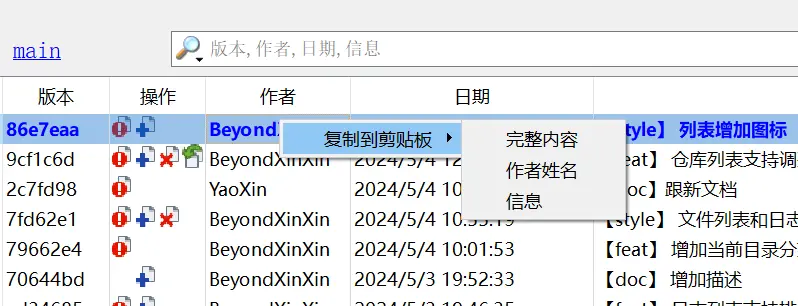 main
版本,作者,日期,信息
版本 操作 作者 日期
86e7eaa BeyondX 复制到剪贴板 完整内容 style】 列表增加图标
9cf1c6d BeyondXinXin 2024/5/4 作者姓名 eat】 仓库列表支持调
2c7fd98 YaoXin 2024/5/4 信息 oc】跟新文档
7fd62e1 BeyondXinXin 2024/5/4 10:55:19 【style】 文件列表和日志
79662e4 BeyondXinXin 2024/5/4 10:01:53 【feat】 增加当前目录分
70644bd BeyondXinXin 2024/5/3 19:52:33 【doc】 增加描述